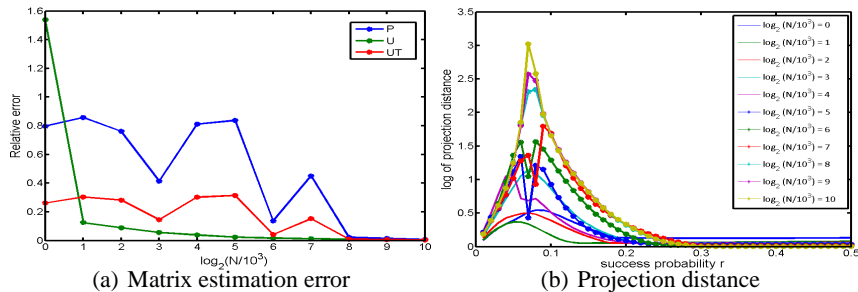 1.6
1.4
1.2
1
0.8
0.6
0.4
0.2
0
Relative error
P
U
UT
0 1 2 3 4 5 6 7 8 9 10
log2(N/10^3)
(a) Matrix estimation error
3.5
3
2.5
2
1.5
1
0.5
0
log of projection distance
log2 (N/10^3) = 0
log2 (N/10^3) = 1
log2 (N/10^3) = 2
log2 (N/10^3) = 3
log2 (N/10^3) = 4
log2 (N/10^3) = 5
log2 (N/10^3) = 6
log2 (N/10^3) = 7
log2 (N/10^3) = 8
log2 (N/10^3) = 9
log2 (N/10^3) = 10
0 0.1 0.2 0.3 0.4 0.5
success probability r
(b) Projection distance